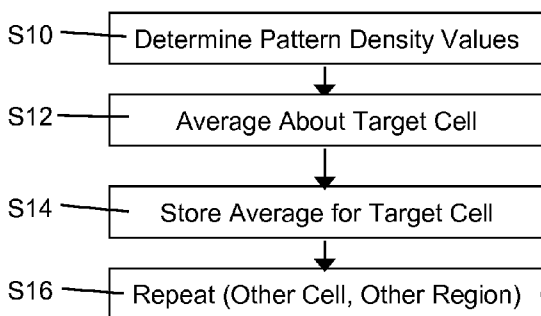 S10 Determine Pattern Density Values
S12 Average About Target Cell
S14 Store Average for Target Cell
S16 Repeat (Other Cell, Other Region)